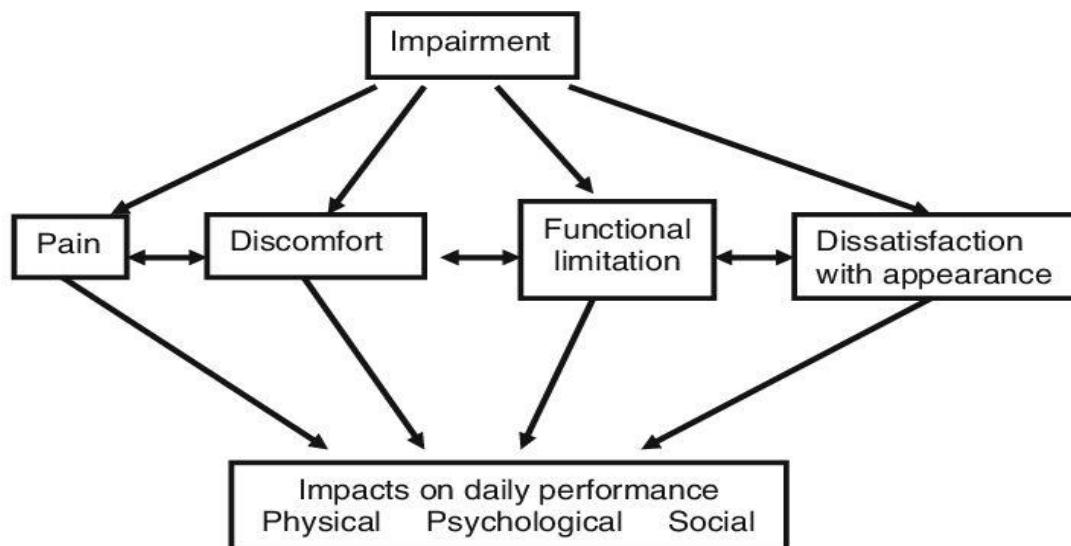 Impairment
Pain
Discomfort
Functional
limitation
Dissatisfaction
with appearance
Impacts on daily performance
Physical Psychological Social